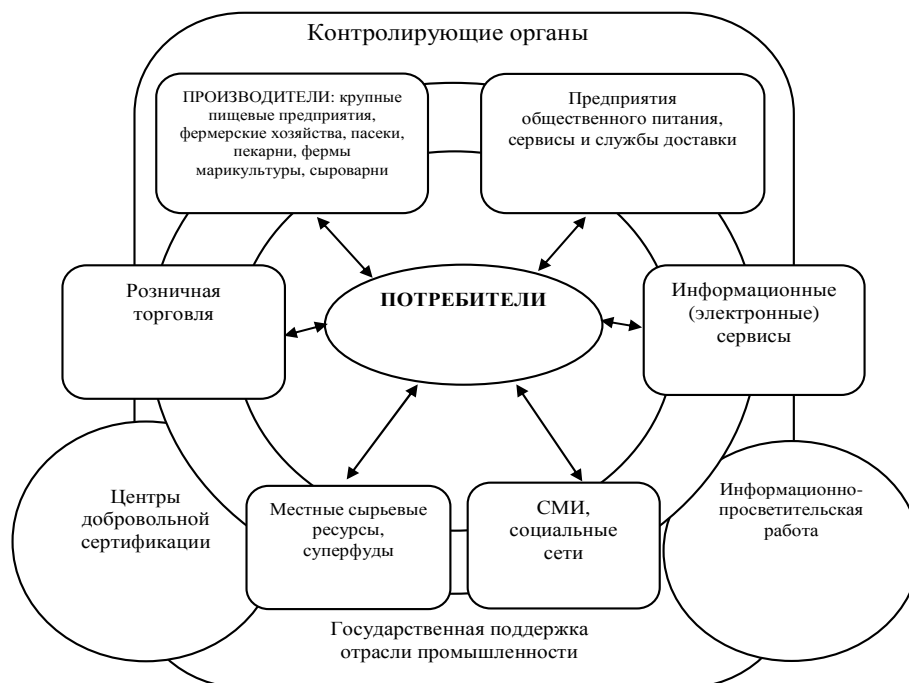 Контролирующие органы
ПРОИЗВОДИТЕЛИ: крупные
пищевые предприятия,
фермерские хозяйства, пасеки,
пекарни, фермы
марикультуры, сыроварни
Предприятия
общественного питания,
сервисы и службы доставки
Розничная
торговля
ПОТРЕБИТЕЛИ
Информационные
(электронные)
сервисы
Центры
добровольной
сертификации
Местные сырьевые
ресурсы,
суперфуды
СМИ,
социальные
сети
Информационно-
просветительская
работа
Государственная поддержка
отрасли промышленности